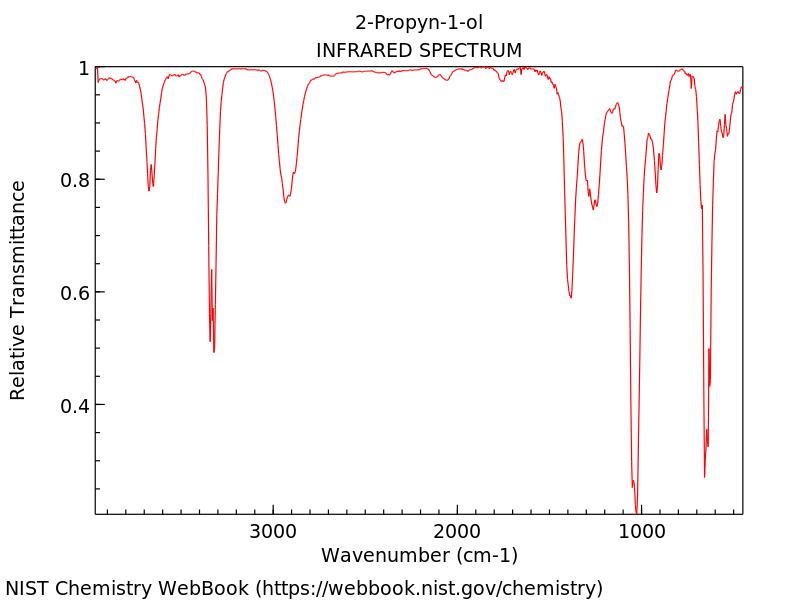 2-Propyn-1-ol
INFRARED SPECTRUM
Relative Transmittance
1
0.8
0.6
0.4
3000 2000 1000
Wavenumber (cm-1)
NIST Chemistry WebBook (https://webbook.nist.gov/chemistry)